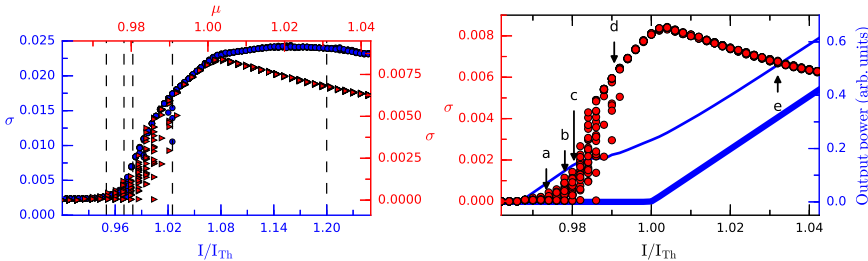 μ
0.98 1.00 1.02 1.04
0.025
0.020
0.015
0.010
0.005
0.000
σ
0.0075
0.0050
0.0025
0.0000
σ
0.96 1.02 1.08 1.14 1.20
I/I_Th
0.008
0.006
0.004
0.002
0.000
σ
a
b
c
d
e
0.6
0.4
0.2
0.0
Output power (arb. units)
0.98 1.00 1.02 1.04
I/I_Th